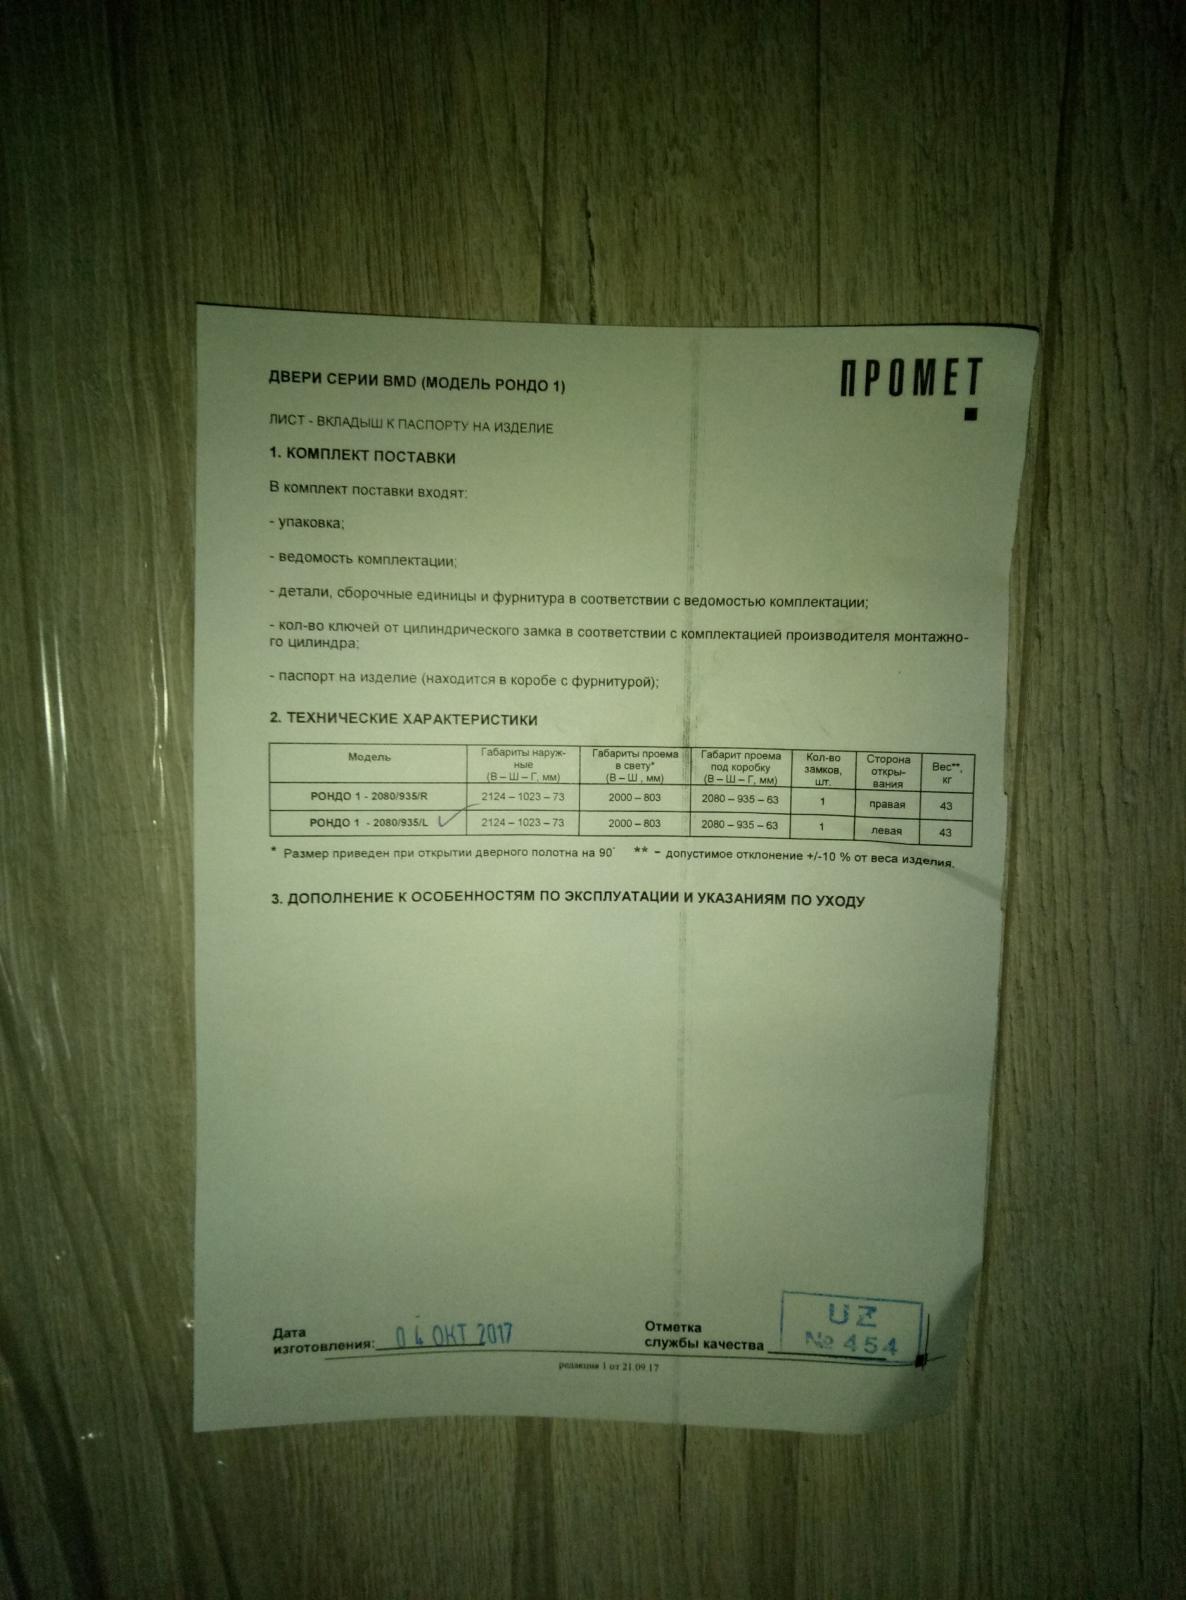 ПРОМЕТ
ДВЕРИ СЕРИИ BMD (МОДЕЛЬ РОНДО 1)
ЛИСТ - ВКЛАДЫШ К ПАСПОРТУ НА ИЗДЕЛИЕ
1. КОМПЛЕКТ ПОСТАВКИ
В комплект поставки входят:
- упаковка;
- ведомость комплектации;
- детали, сборочные единицы и фурнитура в соответствии с ведомостью комплектации;
- кол-во ключей от цилиндрического замка в соответствии с комплектацией производителя монтажно-
го цилиндра;
- паспорт на изделие (находится в коробе с фурнитурой);
2. ТЕХНИЧЕСКИЕ ХАРАКТЕРИСТИКИ
Модель
Габариты наруж-
ные
(В – Ш – Г, мм)
Габариты проема
в свету*
(В – Ш , мм)
Габарит проема
под коробку
(В – Ш – Г, мм)
Кол-во
замков,
шт.
Сторона
откры-
вания
Вес**,
кг
РОНДО 1 - 2080/935/R 2124 – 1023 – 73 2000 – 803 2080 – 935 – 63 1 правая 43
РОНДО 1 - 2080/935/L 2124 – 1023 – 73 2000 – 803 2080 – 935 – 63 1 левая 43
* Размер приведен при открытии дверного полотна на 90° ** – допустимое отклонение +/-10 % от веса изделия.
3. ДОПОЛНЕНИЕ К ОСОБЕННОСТЯМ ПО ЭКСПЛУАТАЦИИ И УКАЗАНИЯМ ПО УХОДУ
Дата
изготовления: 04 ОКТ 2017
Отметка
службы качества
UZ
№ 454
редакция 1 от 21.09.17